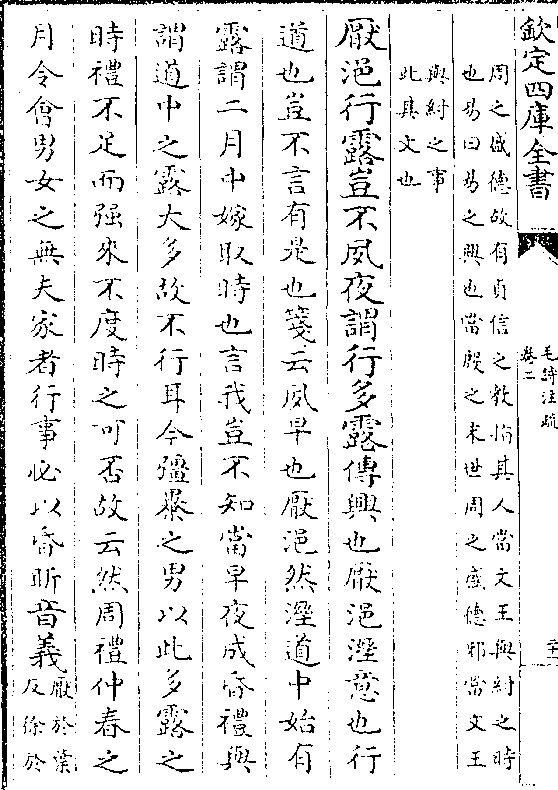 欽定四庫全書
毛詩注疏
卷二
周之盛德故有貞信之教指其人當文王與紂之時
也易曰易之興也當殷之末世周之盛德邪當文王
與紂之事
此其文也
厭浥行露豈不夙夜謂行多露傳興也厭浥溼意也行
道也豈不言有是也箋云夙早也厭浥然溼道中始有
露謂二月中嫁取時也言我豈不知當早夜成昏禮與
謂道中之露大多故不行耳今彊暴之男以此多露之
時禮不足而强來不度時之可否故云然周禮仲春之
月令會男女之無夫家者行事必以昏昕音義
厭於葉
反徐於